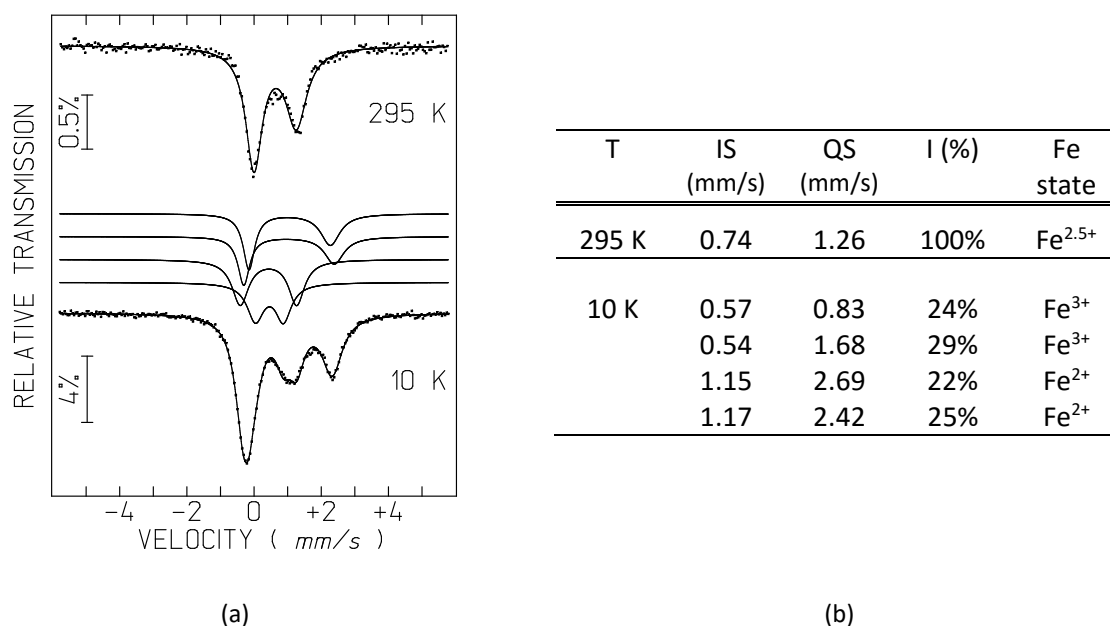 RELATIVE TRANSMISSION
0.5%
295 K
4%
10 K
−4 −2 0 +2 +4
VELOCITY ( mm/s )
(a)
T IS QS I (%) Fe
(mm/s) (mm/s) state
295 K 0.74 1.26 100% Fe2.5+
10 K 0.57 0.83 24% Fe3+
0.54 1.68 29% Fe3+
1.15 2.69 22% Fe2+
1.17 2.42 25% Fe2+
(b)